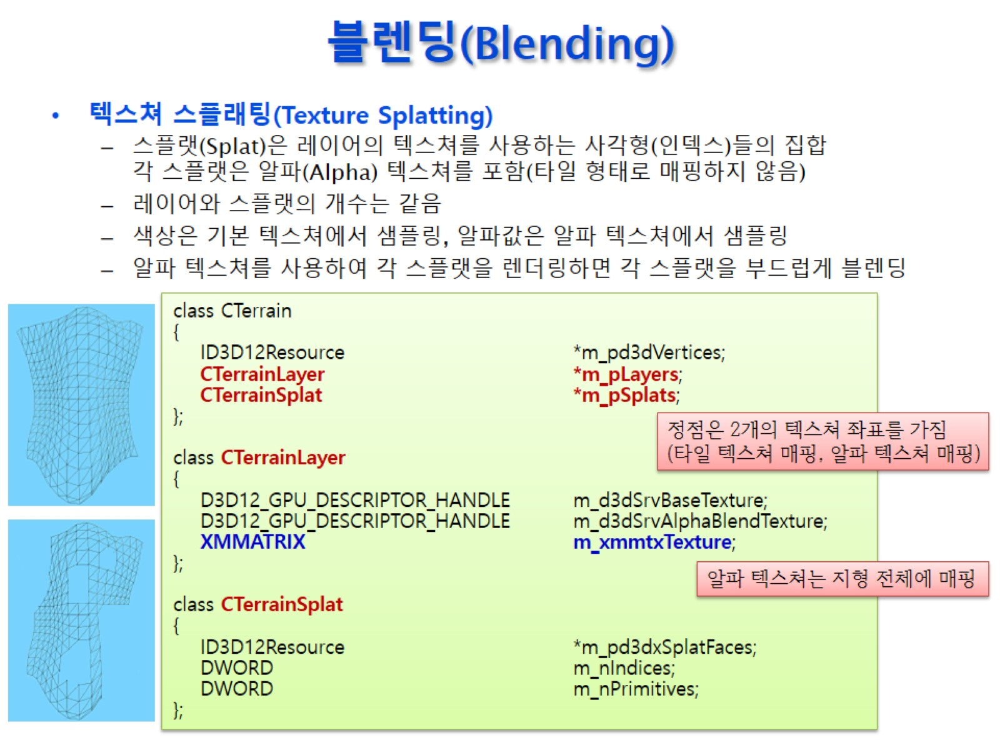 블렌딩(Blending)
• 텍스쳐 스플래팅(Texture Splatting)
– 스플랫(Splat)은 레이어의 텍스쳐를 사용하는 사각형(인덱스)들의 집합
각 스플랫은 알파(Alpha) 텍스쳐를 포함(타일 형태로 매핑하지 않음)
– 레이어와 스플랫의 개수는 같음
– 색상은 기본 텍스쳐에서 샘플링, 알파값은 알파 텍스쳐에서 샘플링
– 알파 텍스쳐를 사용하여 각 스플랫을 렌더링하면 각 스플랫을 부드럽게 블렌딩
class CTerrain
{
ID3D12Resource *m_pd3dVertices;
CTerrainLayer *m_pLayers;
CTerrainSplat *m_pSplats;
};
정점은 2개의 텍스쳐 좌표를 가짐
(타일 텍스쳐 매핑, 알파 텍스쳐 매핑)
class CTerrainLayer
{
D3D12_GPU_DESCRIPTOR_HANDLE m_d3dSrvBaseTexture;
D3D12_GPU_DESCRIPTOR_HANDLE m_d3dSrvAlphaBlendTexture;
XMMATRIX m_xmmtxTexture;
};
알파 텍스쳐는 지형 전체에 매핑
class CTerrainSplat
{
ID3D12Resource *m_pd3dxSplatFaces;
DWORD m_nIndices;
DWORD m_nPrimitives;
};